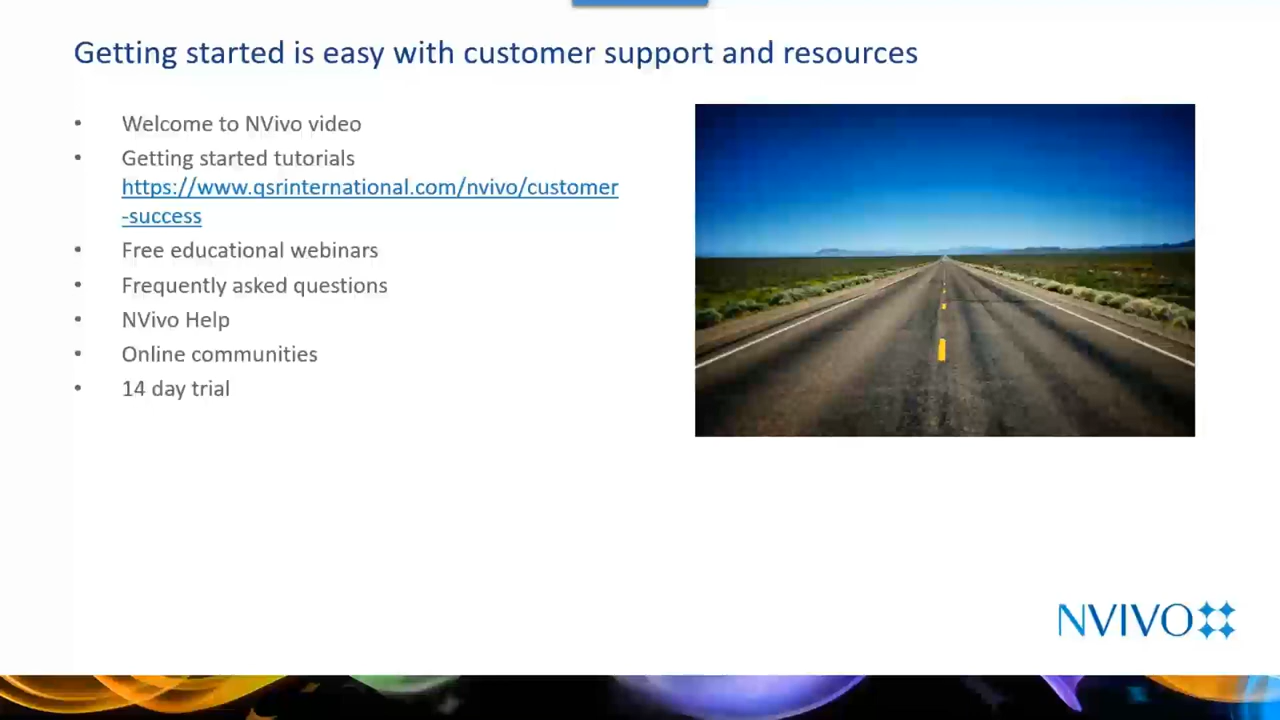 Getting started is easy with customer support and resources
• Welcome to NVivo video
• Getting started tutorials
https://www.qsrinternational.com/nvivo/customer
-success
• Free educational webinars
• Frequently asked questions
• NVivo Help
• Online communities
• 14 day trial
NVIVO